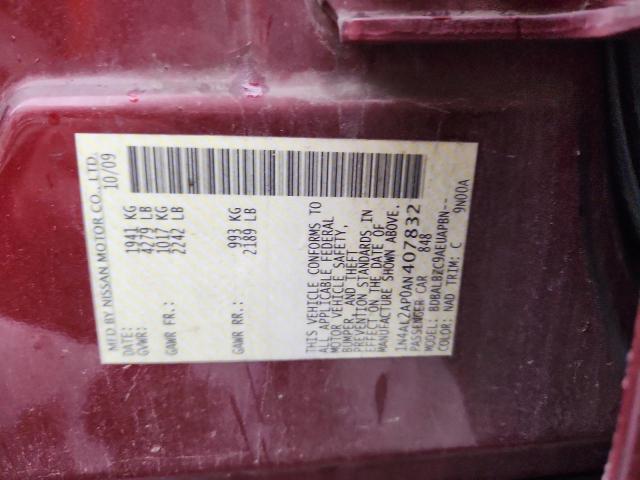 MFD BY NISSAN MOTOR CO., LTD.
DATE: 10/09
GVWR: 1941 KG
4279 LB
GAWR FR.: 1017 KG
2242 LB
GAWR RR.: 993 KG
2189 LB
THIS VEHICLE CONFORMS TO
ALL APPLICABLE FEDERAL
MOTOR VEHICLE SAFETY,
BUMPER, AND THEFT
PREVENTION STANDARDS IN
EFFECT ON THE DATE OF
MANUFACTURE SHOWN ABOVE.
1N4AL2AP0AN407832
PASSENGER CAR 848
MODEL: BDBALBZC9AEUAPBN--
COLOR: NAD TRIM: C 9N00A